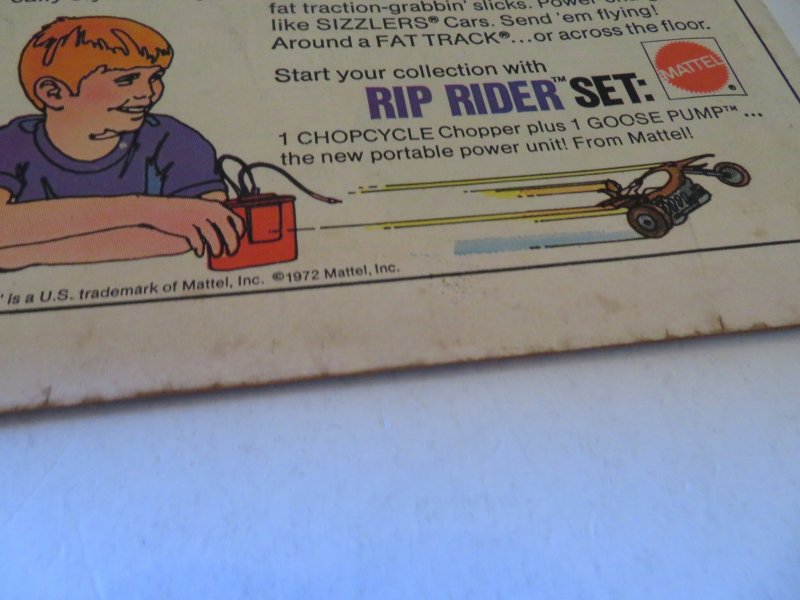 fat traction-grabbin' slicks.
like SIZZLERS® Cars. Send 'em flying!
Around a FAT TRACK®...or across the floor.
Start your collection with
RIP RIDER™ SET:
MATTEL ®
1 CHOPCYCLE Chopper plus 1 GOOSE PUMP™ ...
the new portable power unit! From Mattel!
' is a U.S. trademark of Mattel, Inc. ©1972 Mattel, Inc.